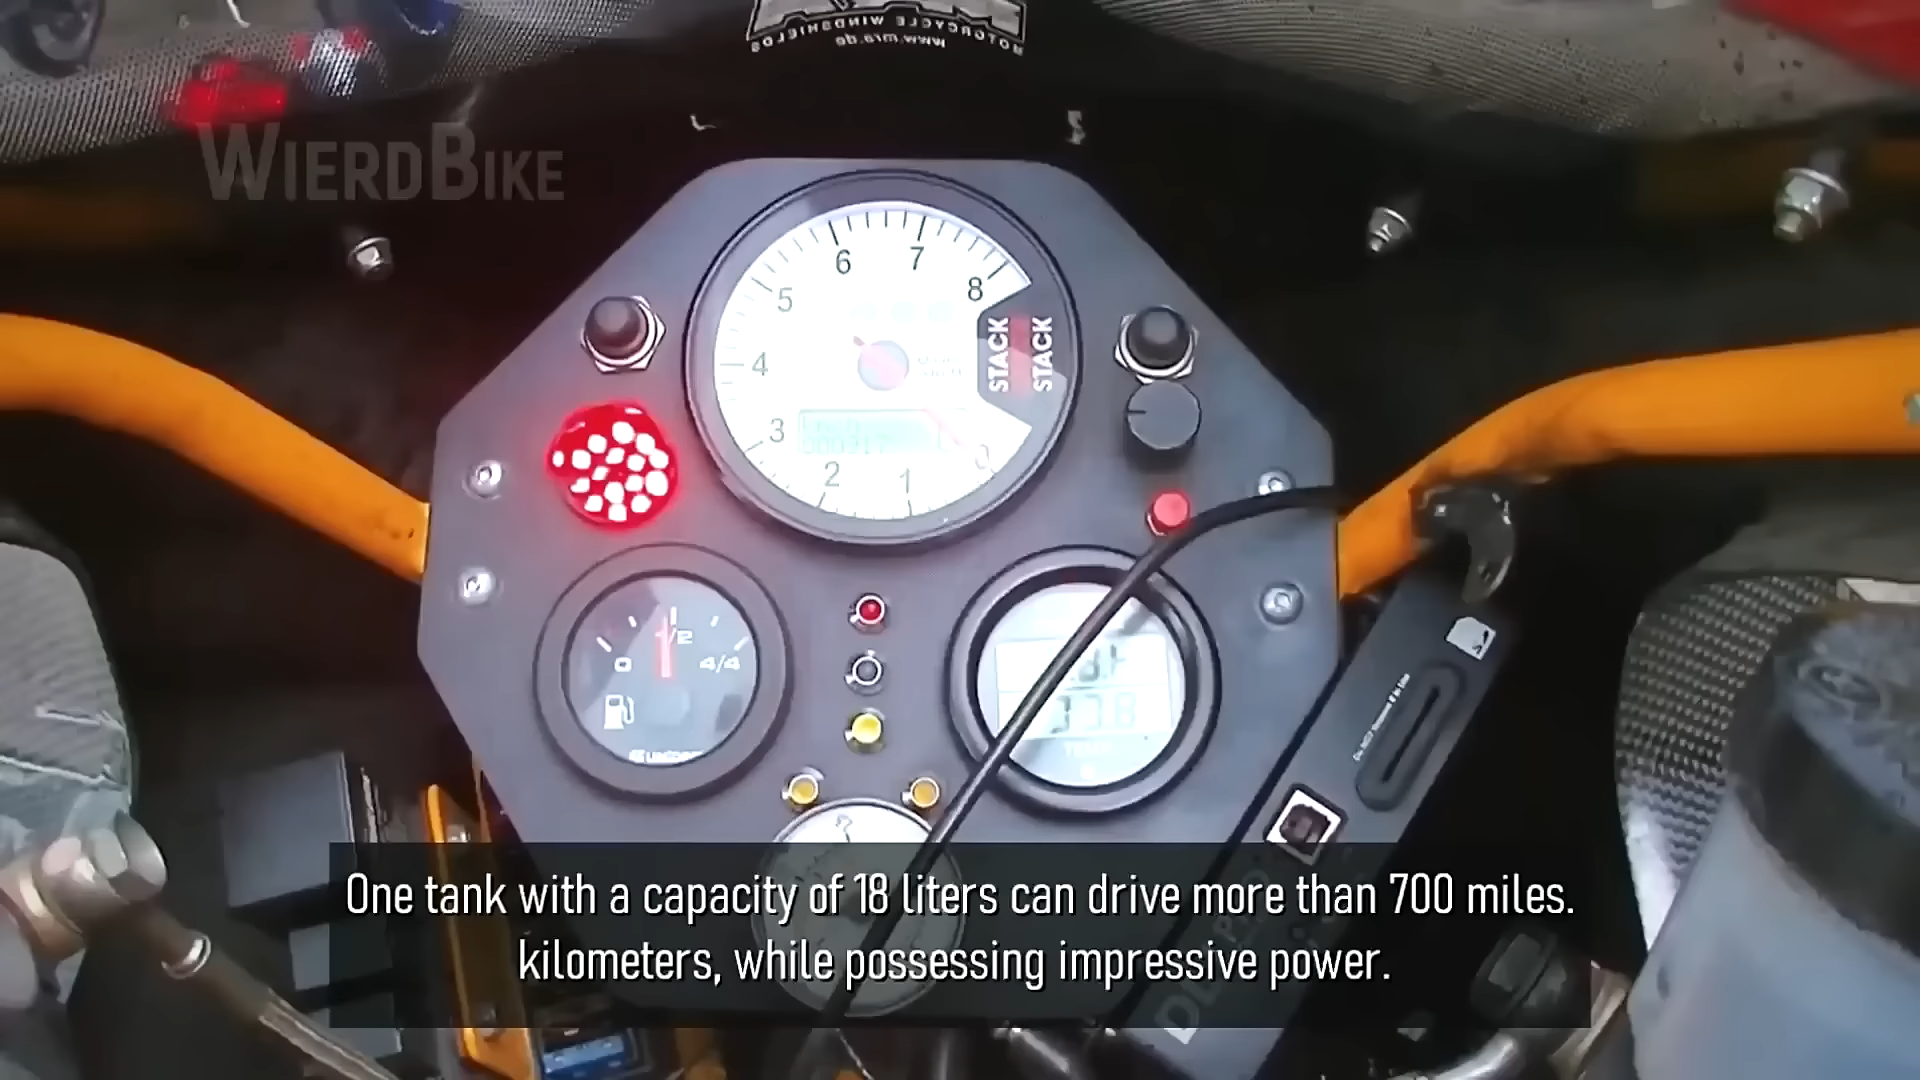 MOTORCYCLE WINDSHIELDS
www.mra.de
WIERDBIKE
6 7
5 8
4
STACK STACK
3
2 1 0
1/2
0 4/4
TEMP
One tank with a capacity of 18 liters can drive more than 700 miles.
kilometers, while possessing impressive power.